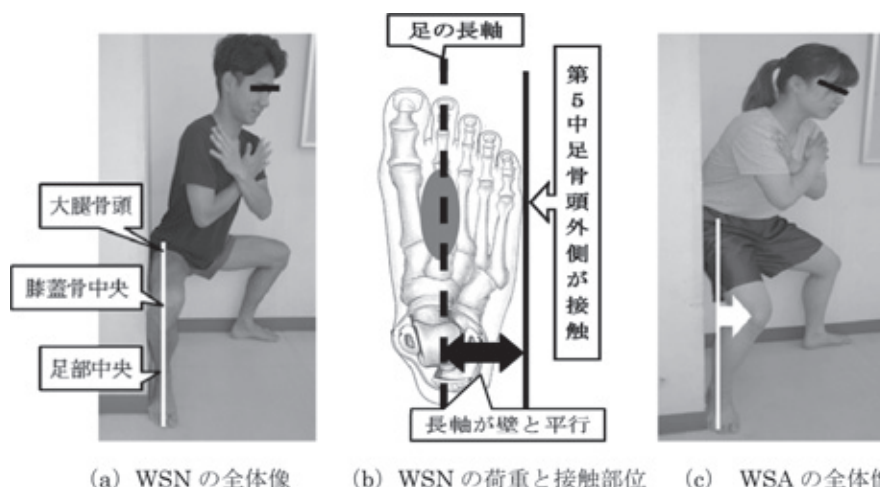 足の長軸
第5中足骨頭外側が接触
大腿骨頭
膝蓋骨中央
足部中央
長軸が壁と平行
(a) WSN の全体像
(b) WSN の荷重と接触部位
(c) WSA の全体像